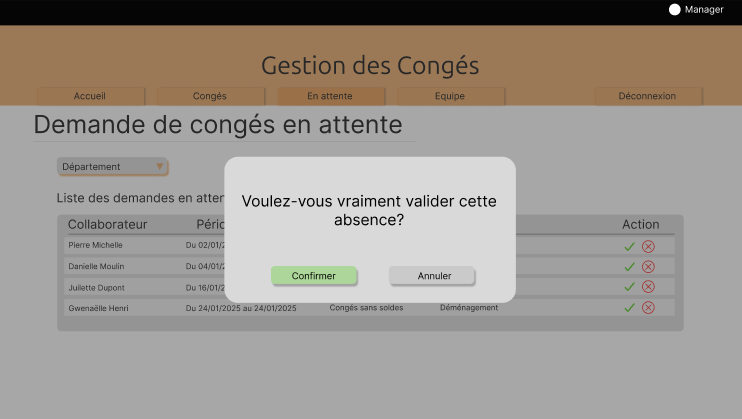 Manager
Gestion des Congés
Accueil Congés En attente Equipe Déconnexion
Demande de congés en attente
Département
Liste des demandes en atter
Voulez-vous vraiment valider cette
absence?
Confirmer Annuler
Collaborateur Action
Pierre Michelle Du 02/01/2
Danielle Moulin Du 04/01/2
Juliette Dupont Du 16/01/2
Gwenaëlle Henri Du 24/01/2025 au 24/01/2025 Congés sans soldes Déménagement